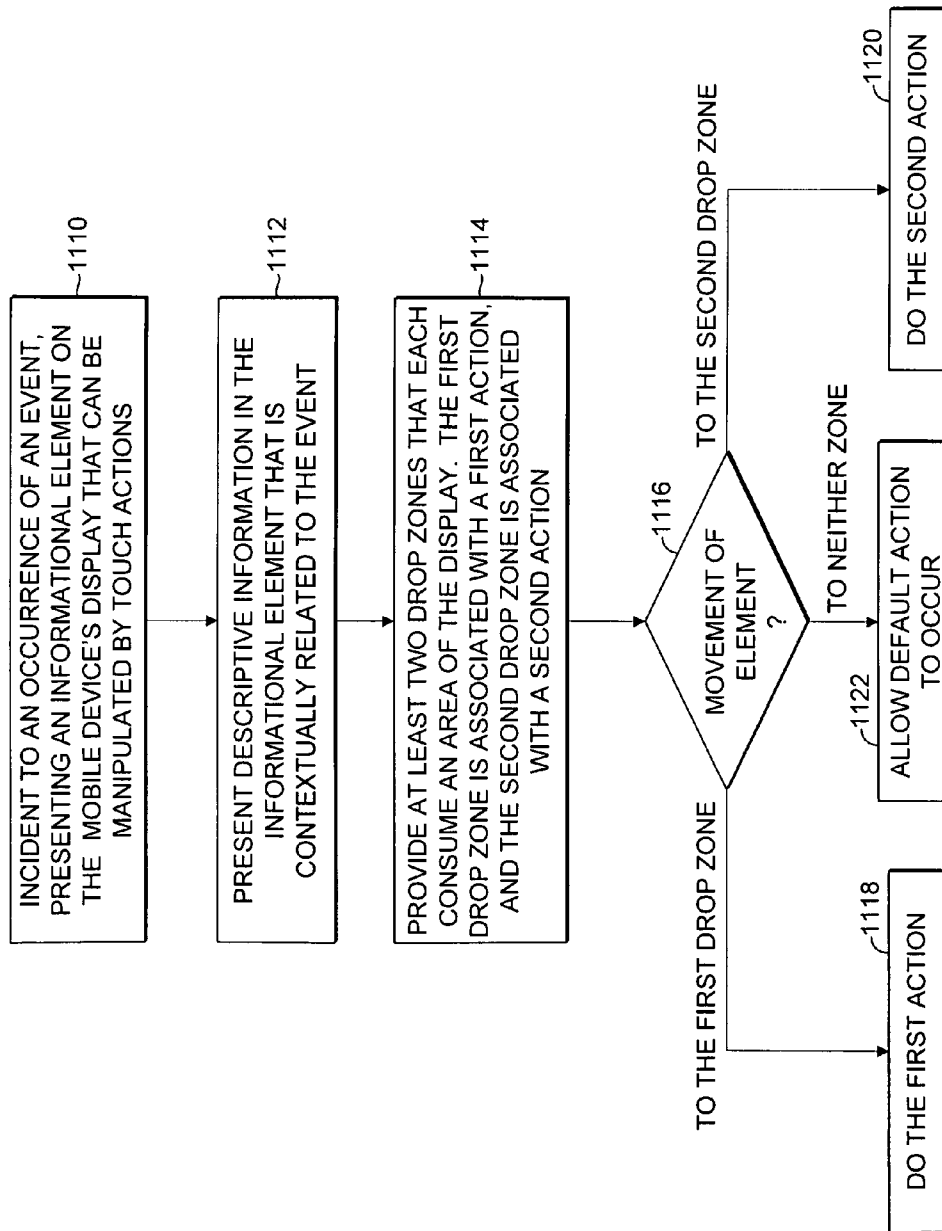 INCIDENT TO AN OCCURRENCE OF AN EVENT,
PRESENTING AN INFORMATIONAL ELEMENT ON
THE MOBILE DEVICE'S DISPLAY THAT CAN BE
MANIPULATED BY TOUCH ACTIONS
1110
PRESENT DESCRIPTIVE INFORMATION IN THE
INFORMATIONAL ELEMENT THAT IS
CONTEXTUALLY RELATED TO THE EVENT
1112
PROVIDE AT LEAST TWO DROP ZONES THAT EACH
CONSUME AN AREA OF THE DISPLAY. THE FIRST
DROP ZONE IS ASSOCIATED WITH A FIRST ACTION,
AND THE SECOND DROP ZONE IS ASSOCIATED
WITH A SECOND ACTION
1114
MOVEMENT OF
ELEMENT
?
1116
TO THE FIRST DROP ZONE
TO NEITHER ZONE
TO THE SECOND DROP ZONE
DO THE FIRST ACTION
1118
ALLOW DEFAULT ACTION
TO OCCUR
1122
DO THE SECOND ACTION
1120